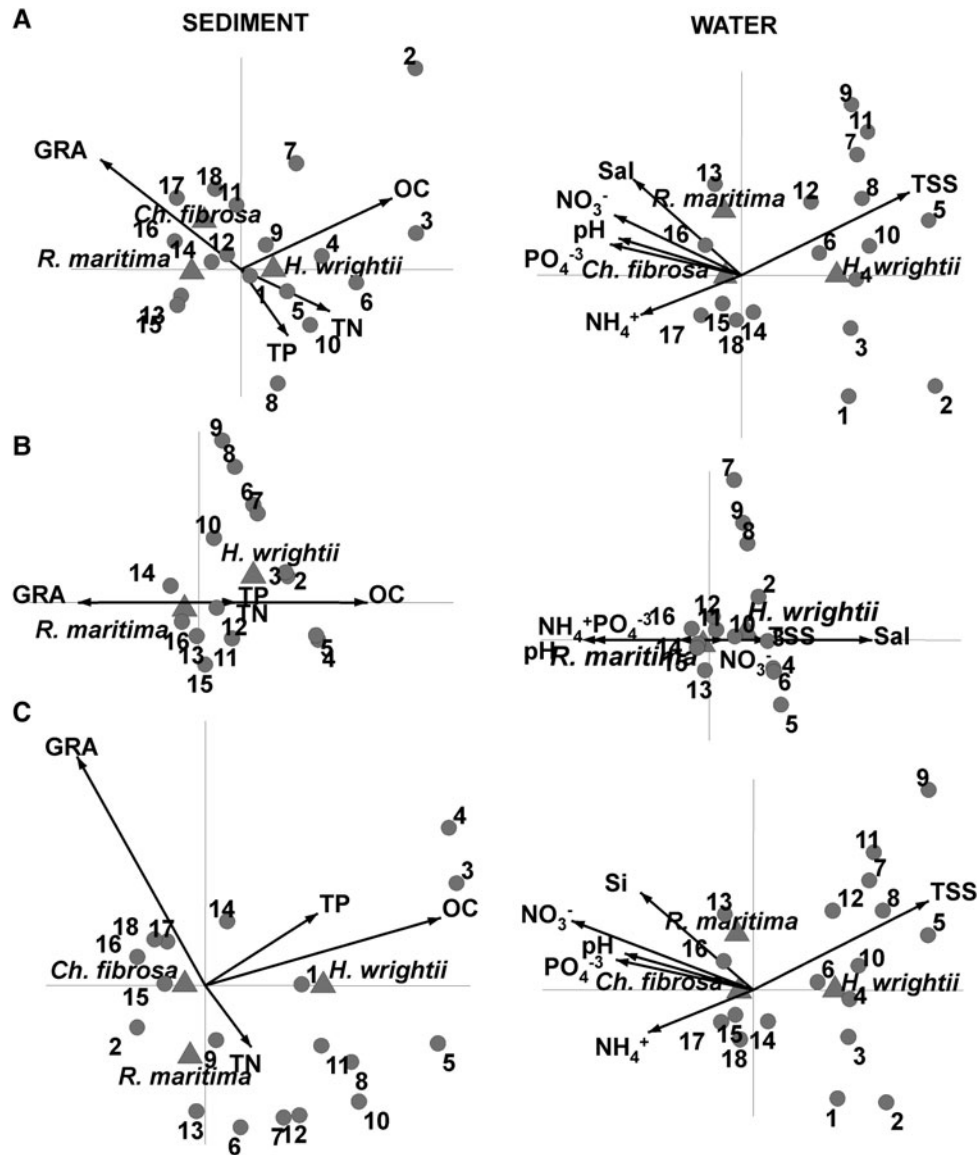 A
SEDIMENT
WATER
2
9
11
GRA
7
7
Sal
13
TSS
18
OC
R. maritima
17
11
NO₃⁻
12
8
Ch. fibrosa
3
5
16
9
4
pH
16
6
10
14
12
PO₄⁻³
R. maritima
H. wrightii
Ch. fibrosa
H. wrightii
4
1
5
6
13
15
TN
NH₄⁺
17
15
14
3
TP
10
18
8
1
2
B
9
8
7
6
7
9
8
10
H. wrightii
2
14
3
2
12
H. wrightii
GRA
TP
OC
NH₄⁺
PO₄⁻³
16
11
10
TSS
3
Sal
TN
R. maritima
12
pH
R. maritima
14
NO₃⁻
4
16
5
15
6
13
11
4
13
15
5
C
GRA
9
4
11
Si
7
3
13
12
8
TSS
14
TP
OC
NO₃⁻
R. maritima
5
18
17
16
pH
16
10
Ch. fibrosa
1
H. wrightii
PO₄⁻³
6
H. wrightii
15
Ch. fibrosa
4
2
NH₄⁺
17
15
14
9
TN
11
5
18
3
R. maritima
8
13
7
12
10
6
1
2